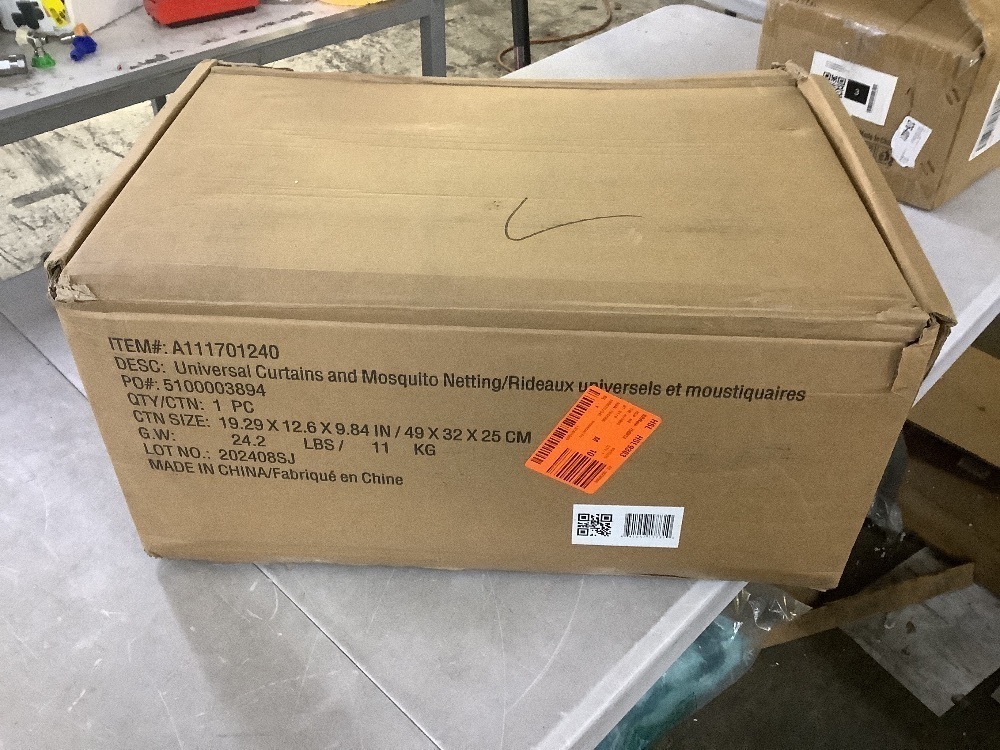 ITEM#: A111701240
DESC: Universal Curtains and Mosquito Netting/Rideaux universels et moustiquaires
PO#: 5100003894
QTY/CTN: 1 PC
CTN SIZE: 19.29 X 12.6 X 9.84 IN / 49 X 32 X 25 CM
G.W: 24.2 LBS / 11 KG
LOT NO.: 202408SJ
MADE IN CHINA/Fabriqué en Chine
HSL
10